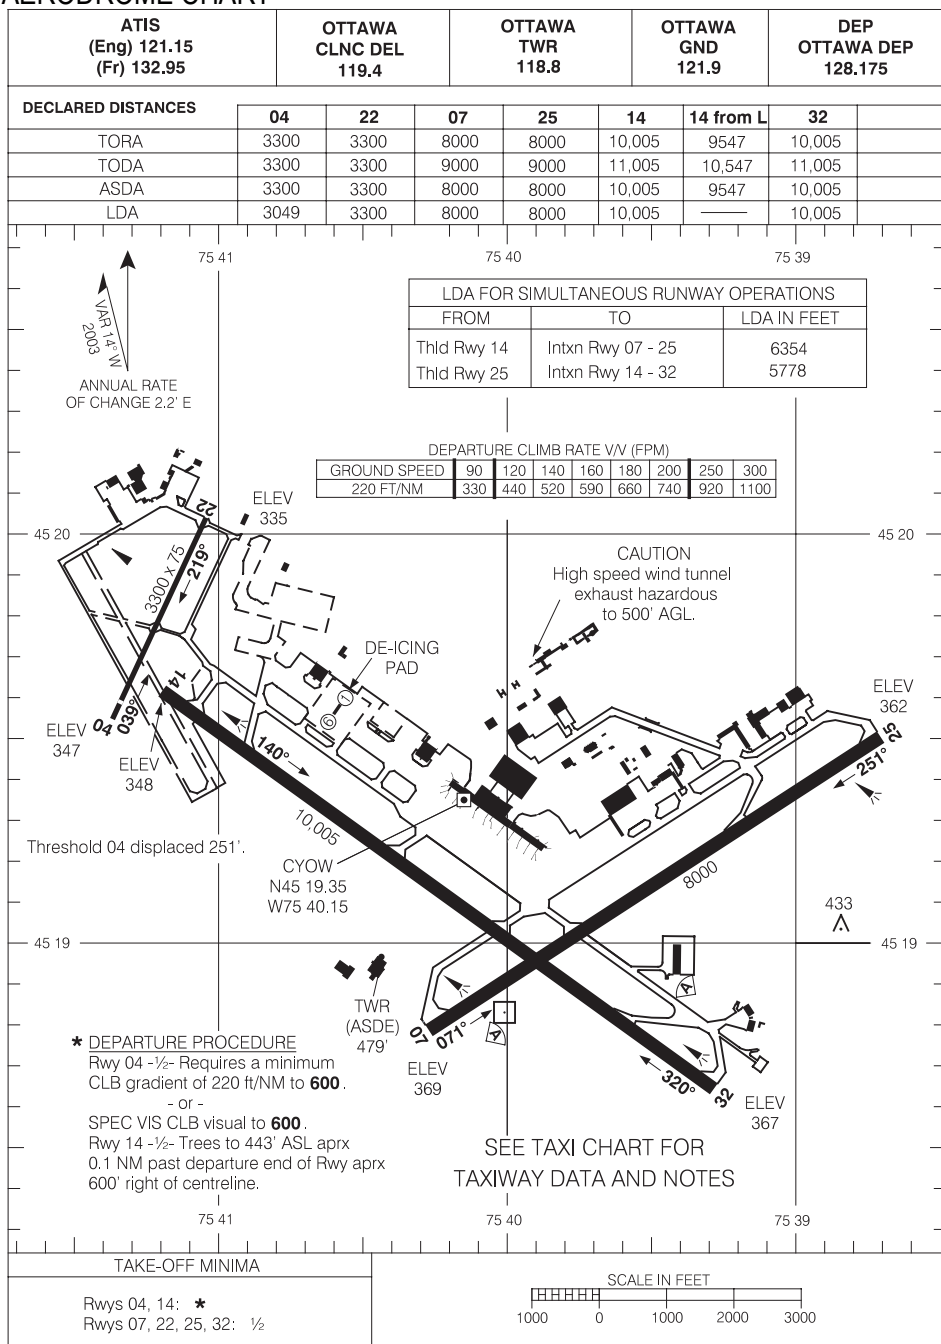 AERODROME CHART
ATIS
(Eng) 121.15
(Fr) 132.95
OTTAWA
CLNC DEL
119.4
OTTAWA
TWR
118.8
OTTAWA
GND
121.9
DEP
OTTAWA DEP
128.175
DECLARED DISTANCES 04 22 07 25 14 14 from L 32
TORA 3300 3300 8000 8000 10,005 9547 10,005
TODA 3300 3300 9000 9000 11,005 10,547 11,005
ASDA 3300 3300 8000 8000 10,005 9547 10,005
LDA 3049 3300 8000 8000 10,005 —— 10,005
75 41 75 40 75 39
VAR 14° W
2003
ANNUAL RATE
OF CHANGE 2.2' E
LDA FOR SIMULTANEOUS RUNWAY OPERATIONS
FROM TO LDA IN FEET
Thld Rwy 14 Intxn Rwy 07 - 25 6354
Thld Rwy 25 Intxn Rwy 14 - 32 5778
DEPARTURE CLIMB RATE V/V (FPM)
GROUND SPEED 90 120 140 160 180 200 250 300
220 FT/NM 330 440 520 590 660 740 920 1100
22
ELEV
335
45 20
45 20
219°
3300 x 75
CAUTION
High speed wind tunnel
exhaust hazardous
to 500' AGL.
DE-ICING
PAD
1
6
14
04
039°
ELEV
347
ELEV
348
ELEV
362
25
251°
140°
10,005
8000
Threshold 04 displaced 251'.
CYOW
N45 19.35
W75 40.15
433
45 19
45 19
TWR
(ASDE)
479'
A
07
071°
A
ELEV
369
320°
32
ELEV
367
* DEPARTURE PROCEDURE
Rwy 04 -½- Requires a minimum
CLB gradient of 220 ft/NM to 600.
- or -
SPEC VIS CLB visual to 600.
Rwy 14 -½- Trees to 443' ASL aprx
0.1 NM past departure end of Rwy aprx
600' right of centreline.
SEE TAXI CHART FOR
TAXIWAY DATA AND NOTES
75 41 75 40 75 39
TAKE-OFF MINIMA
Rwys 04, 14: *
Rwys 07, 22, 25, 32: ½
SCALE IN FEET
1000 0 1000 2000 3000